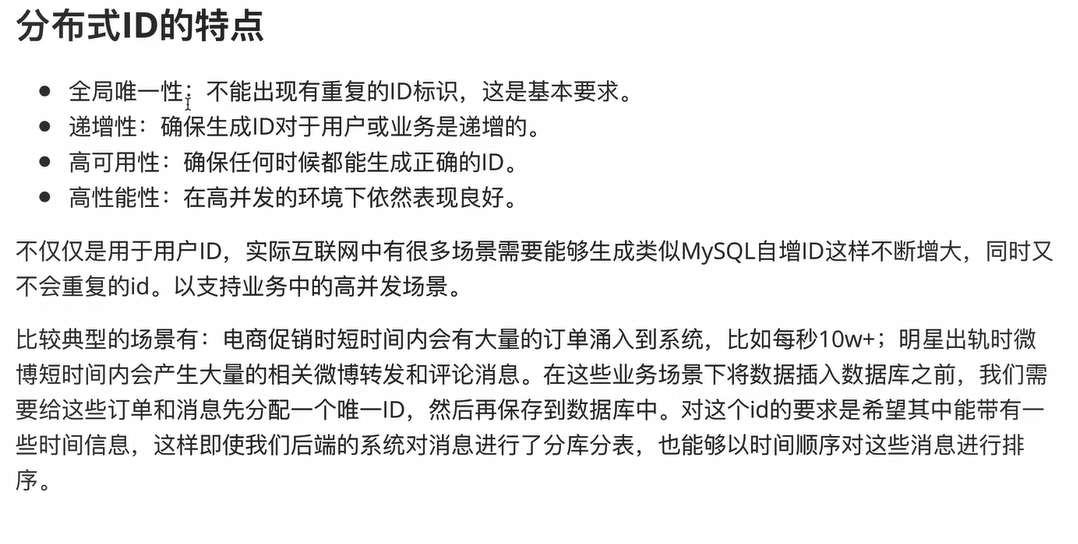 分布式ID的特点
全局唯一性：不能出现有重复的ID标识，这是基本要求。
递增性：确保生成ID对于用户或业务是递增的。
高可用性：确保任何时候都能生成正确的ID。
高性能性：在高并发的环境下依然表现良好。
不仅仅是用于用户ID，实际互联网中有很多场景需要能够生成类似MySQL自增ID这样不断增大，同时又
不会重复的id。以支持业务中的高并发场景。
比较典型的场景有：电商促销时短时间内会有大量的订单涌入到系统，比如每秒10w+；明星出轨时微
博短时间内会产生大量的相关微博转发和评论消息。在这些业务场景下将数据插入数据库之前，我们需
要给这些订单和消息先分配一个唯一ID，然后再保存到数据库中。对这个id的要求是希望其中能带有一
些时间信息，这样即使我们后端的系统对消息进行了分库分表，也能够以时间顺序对这些消息进行排
序。